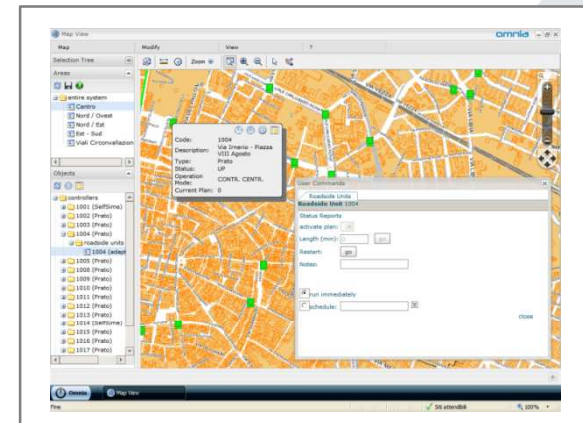 Map View
omnia
Map Modify View ?
Selection Tree
Zoom
Areas
entire system
Centro
Nord / Ovest
Nord / Est
Est - Sud
Viali Circonvallazion
Objects
controllers
1001 (SelfSime)
1002 (Prato)
1003 (Prato)
1004 (Prato)
roadside units
1004 (adapt
1005 (Prato)
1008 (Prato)
1009 (Prato)
1010 (Prato)
1011 (Prato)
1012 (Prato)
1013 (Prato)
1014 (SelfSime)
1015 (Prato)
1016 (Prato)
1017 (Prato)
Code: 1004
Description: Via Irnerio - Piazza VIII Agosto
Type: Prato
Status: UP
Operation Mode: CONTR. CENTR.
Current Plan: 0
User Commands
Roadside Units
Roadside Unit 1004
Status Reports
activate plan:
Length (min): 0 go
Restart: go
Notes:
run immediately
schedule:
close
Omnia Map View
Fine Siti attendibili 100%